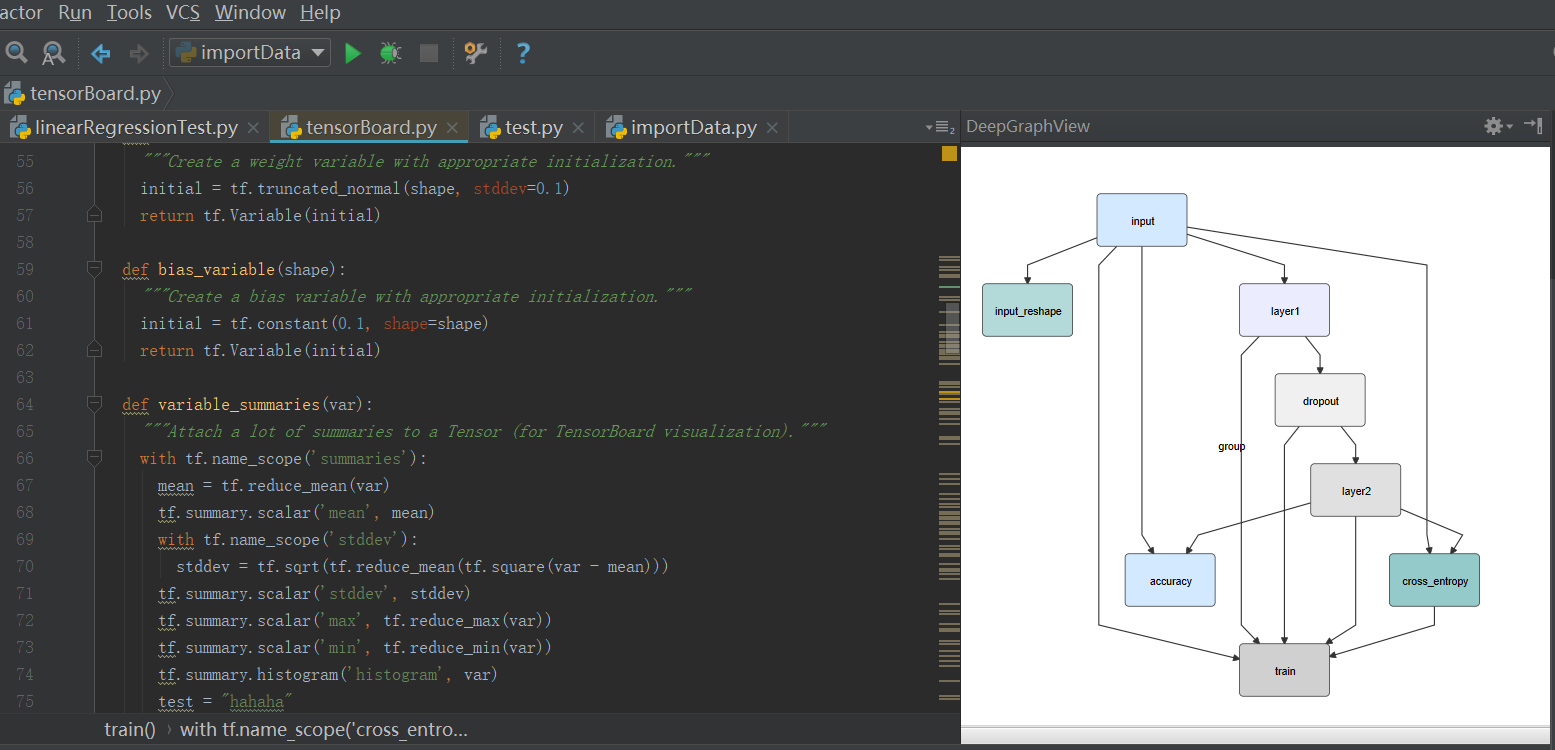 actor Run Tools VCS Window Help
importData
tensorBoard.py
linearRegressionTest.py tensorBoard.py test.py importData.py 2 DeepGraphView
55 """Create a weight variable with appropriate initialization."""
56 initial = tf.truncated_normal(shape, stddev=0.1)
57 return tf.Variable(initial)
58
59 def bias_variable(shape):
60 """Create a bias variable with appropriate initialization."""
61 initial = tf.constant(0.1, shape=shape)
62 return tf.Variable(initial)
63
64 def variable_summaries(var):
65 """Attach a lot of summaries to a Tensor (for TensorBoard visualization)."""
66 with tf.name_scope('summaries'):
67 mean = tf.reduce_mean(var)
68 tf.summary.scalar('mean', mean)
69 with tf.name_scope('stddev'):
70 stddev = tf.sqrt(tf.reduce_mean(tf.square(var - mean)))
71 tf.summary.scalar('stddev', stddev)
72 tf.summary.scalar('max', tf.reduce_max(var))
73 tf.summary.scalar('min', tf.reduce_min(var))
74 tf.summary.histogram('histogram', var)
75 test = "hahaha"
train() › with tf.name_scope('cross_entro...
input
input_reshape
layer1
dropout
group
layer2
accuracy
cross_entropy
train